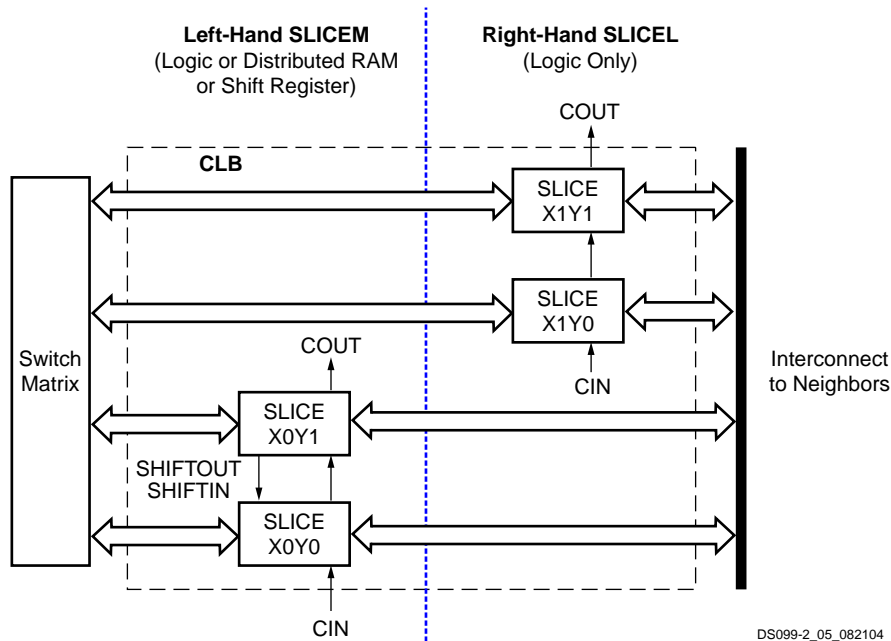 Left-Hand SLICEM
(Logic or Distributed RAM
or Shift Register)
Right-Hand SLICEL
(Logic Only)
COUT
CLB
SLICE
X1Y1
SLICE
X1Y0
COUT
Switch
Matrix
Interconnect
to Neighbors
CIN
SLICE
X0Y1
SHIFTOUT
SHIFTIN
SLICE
X0Y0
CIN
DS099-2_05_082104